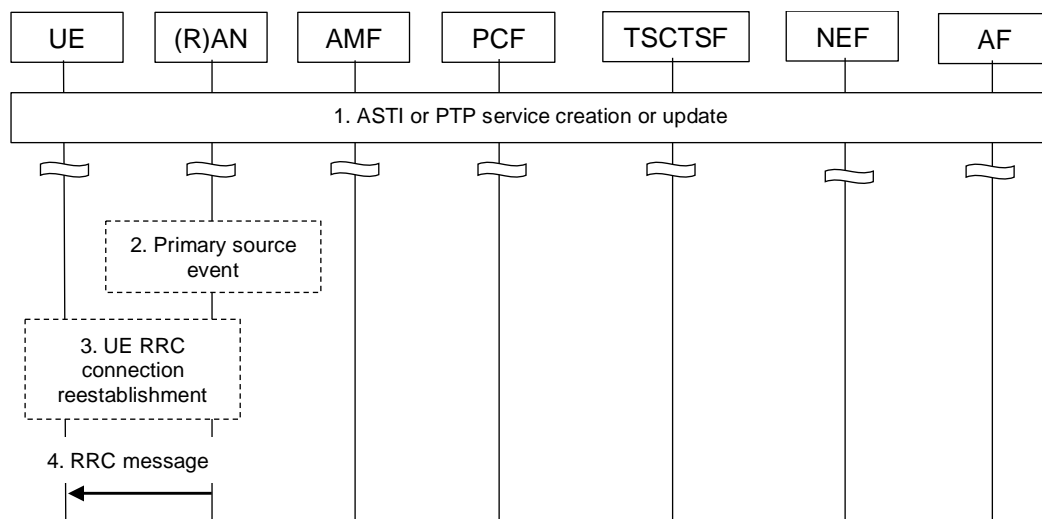 UE (R)AN AMF PCF TSCTSF NEF AF
1. ASTI or PTP service creation or update
2. Primary source
event
3. UE RRC
connection
reestablishment
4. RRC message